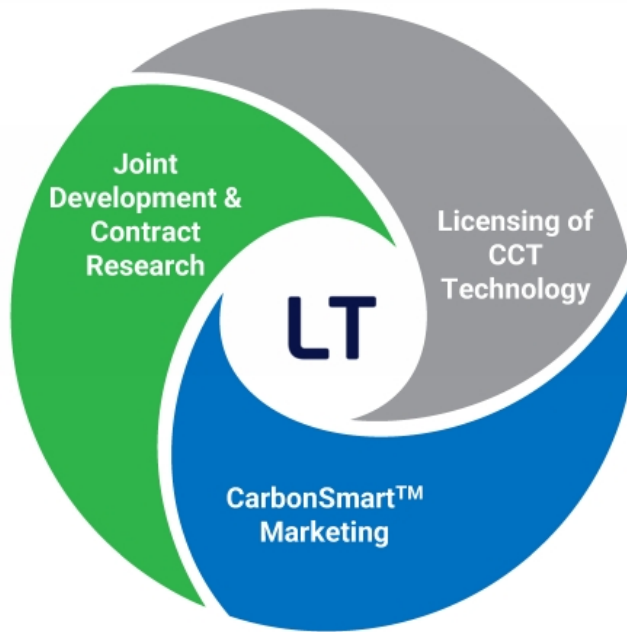 Joint
Development &
Contract
Research
Licensing of
CCT
Technology
LT
CarbonSmart™
Marketing